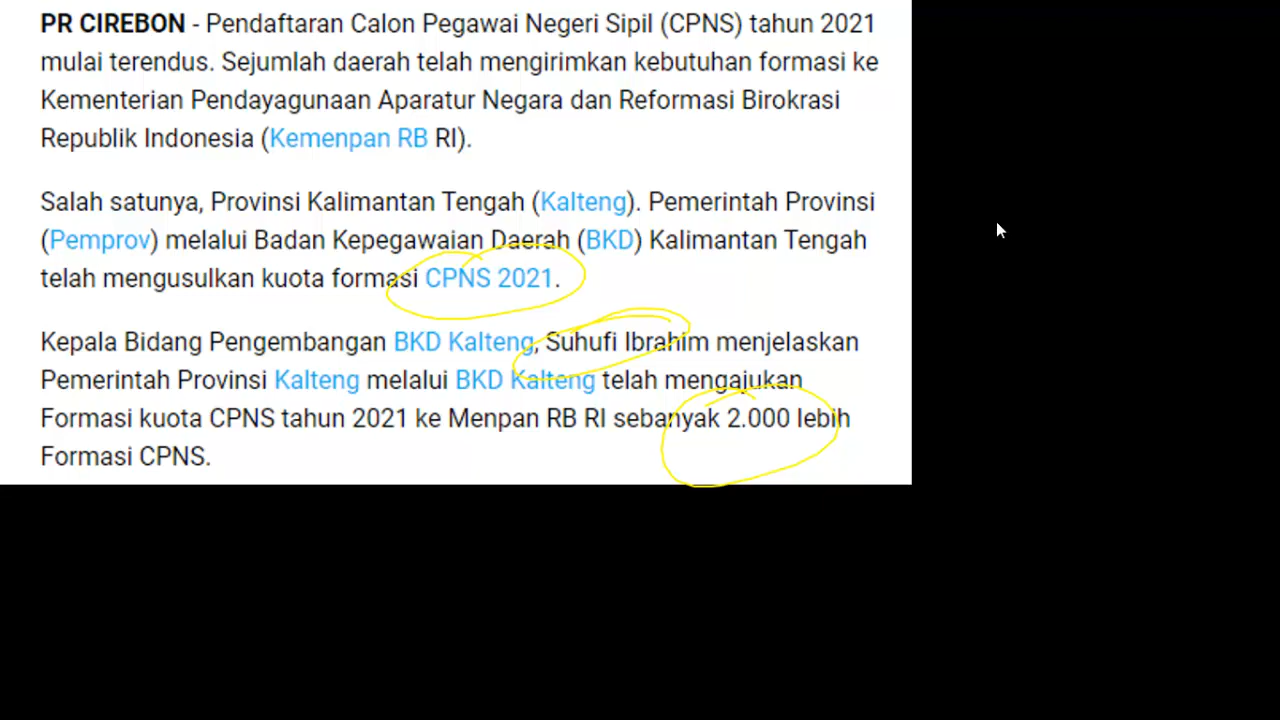 PR CIREBON - Pendaftaran Calon Pegawai Negeri Sipil (CPNS) tahun 2021
mulai terendus. Sejumlah daerah telah mengirimkan kebutuhan formasi ke
Kementerian Pendayagunaan Aparatur Negara dan Reformasi Birokrasi
Republik Indonesia (Kemenpan RB RI).
Salah satunya, Provinsi Kalimantan Tengah (Kalteng). Pemerintah Provinsi
(Pemprov) melalui Badan Kepegawaian Daerah (BKD) Kalimantan Tengah
telah mengusulkan kuota formasi CPNS 2021.
Kepala Bidang Pengembangan BKD Kalteng, Suhufi Ibrahim menjelaskan
Pemerintah Provinsi Kalteng melalui BKD Kalteng telah mengajukan
Formasi kuota CPNS tahun 2021 ke Menpan RB RI sebanyak 2.000 lebih
Formasi CPNS.